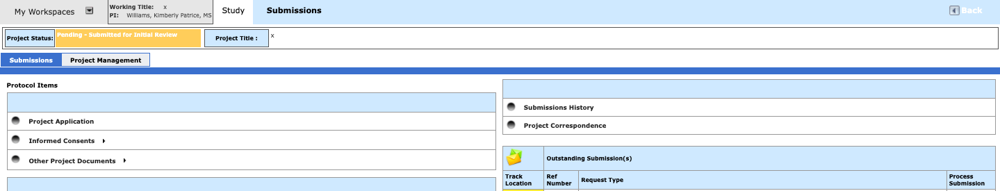 My Workspaces
Working Title: x
PI: Williams, Kimberly Patrice, MS
Study
Submissions
Back
Project Status:
Pending - Submitted for Initial Review
Project Title :
x
Submissions
Project Management
Protocol Items
Project Application
Informed Consents
Other Project Documents
Submissions History
Project Correspondence
Outstanding Submission(s)
Track Location
Ref Number
Request Type
Process Submission